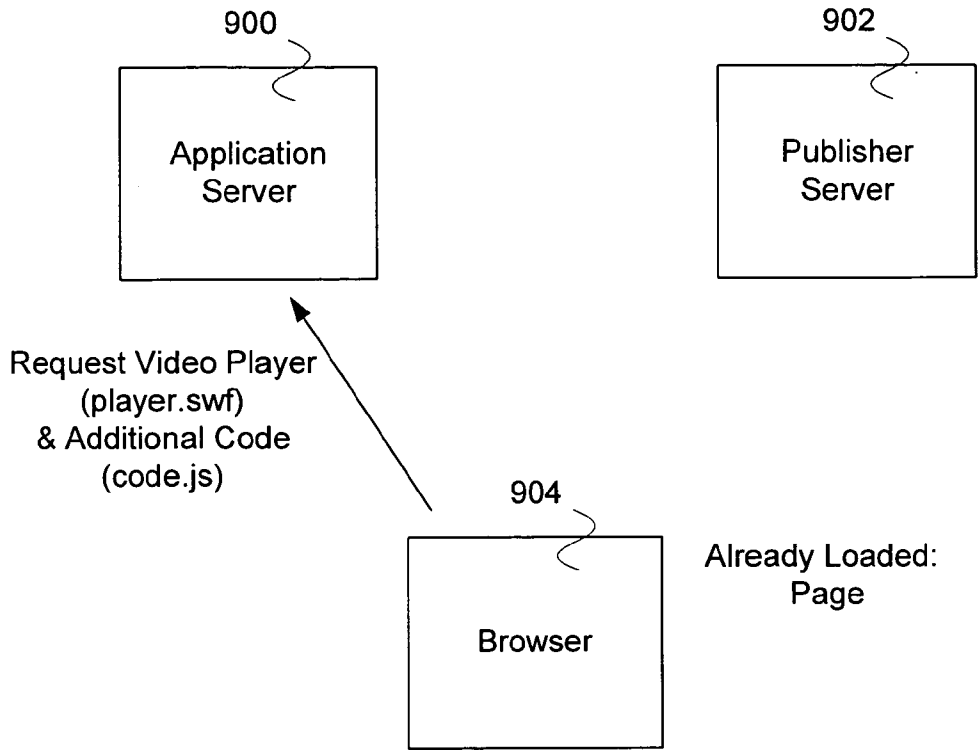 900
902
Application
Server
Publisher
Server
Request Video Player
(player.swf)
& Additional Code
(code.js)
904
Already Loaded:
Page
Browser